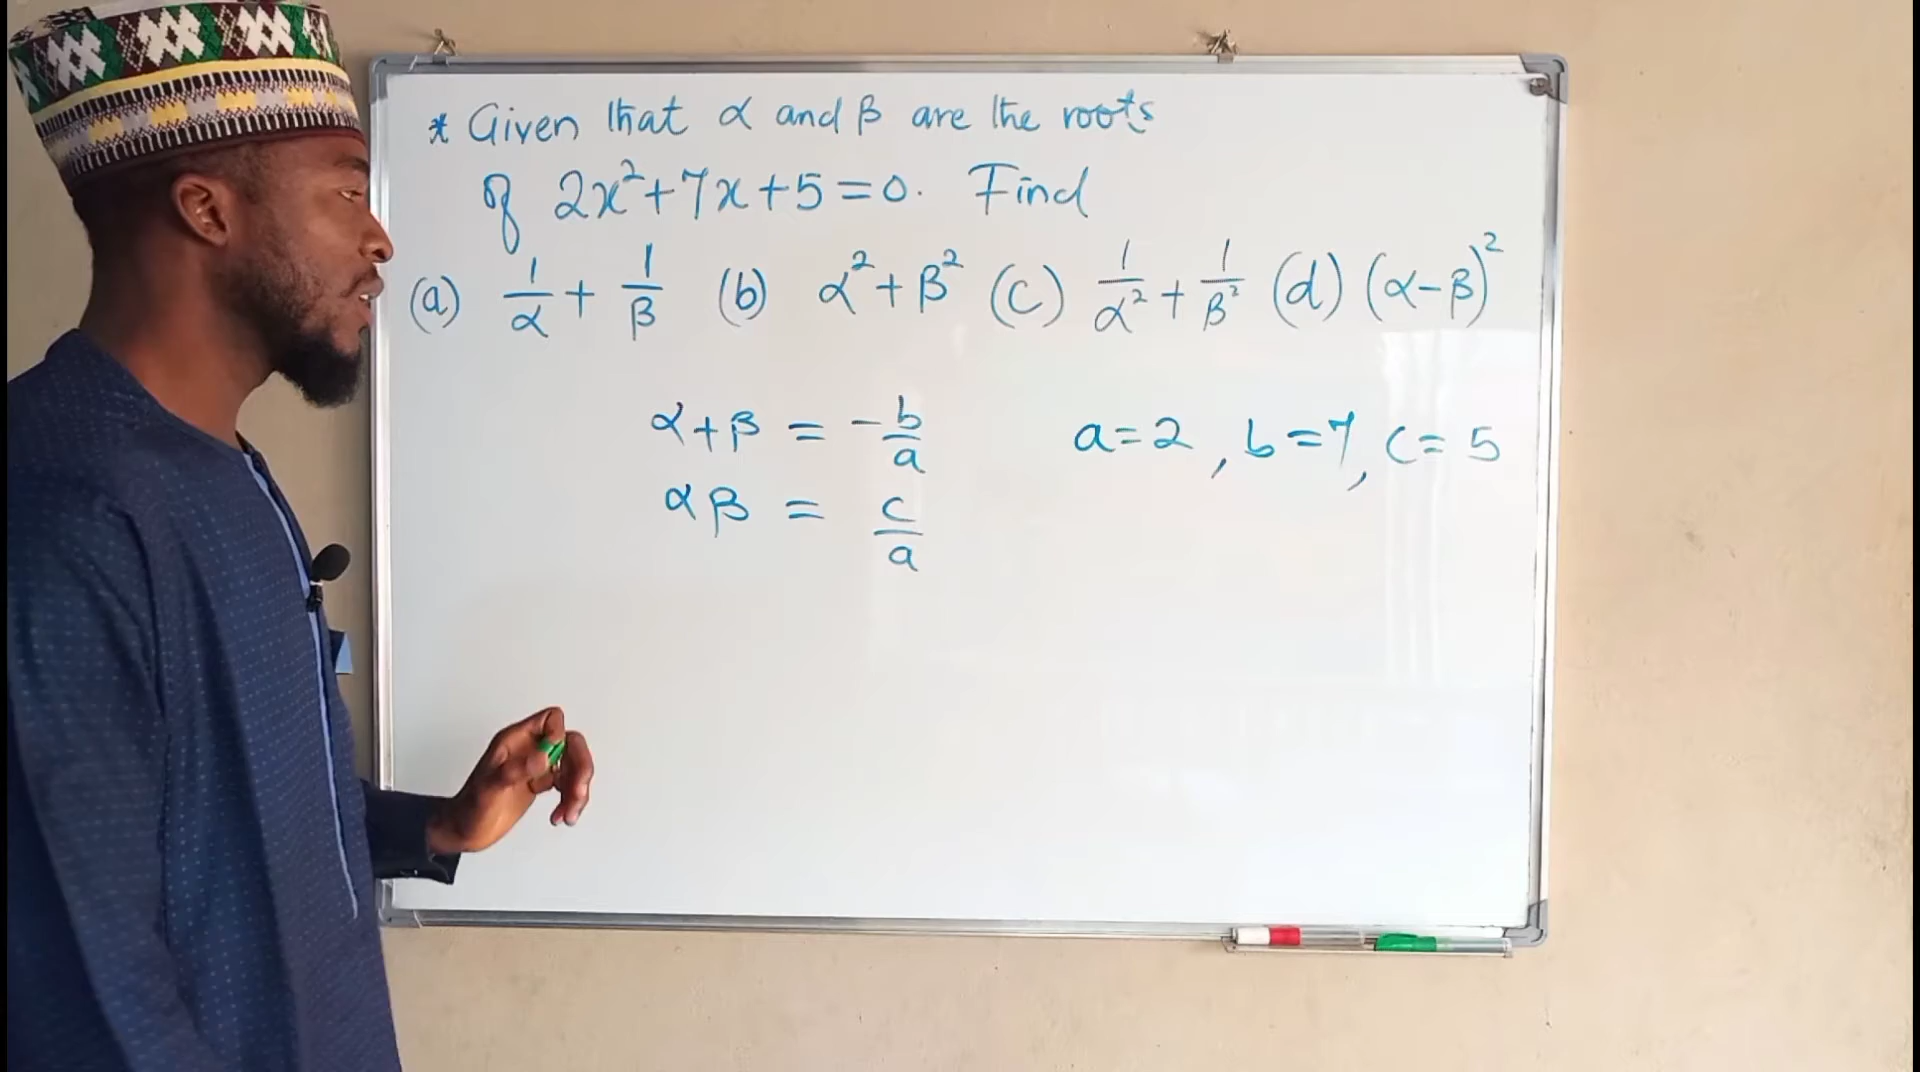 * Given that α and β are the roots
of 2x²+7x+5=0. Find
(a) 1/α + 1/β (b) α²+β² (c) 1/α² + 1/β² (d) (α-β)²
α+β = -b/a a=2, b=7, c=5
αβ = c/a